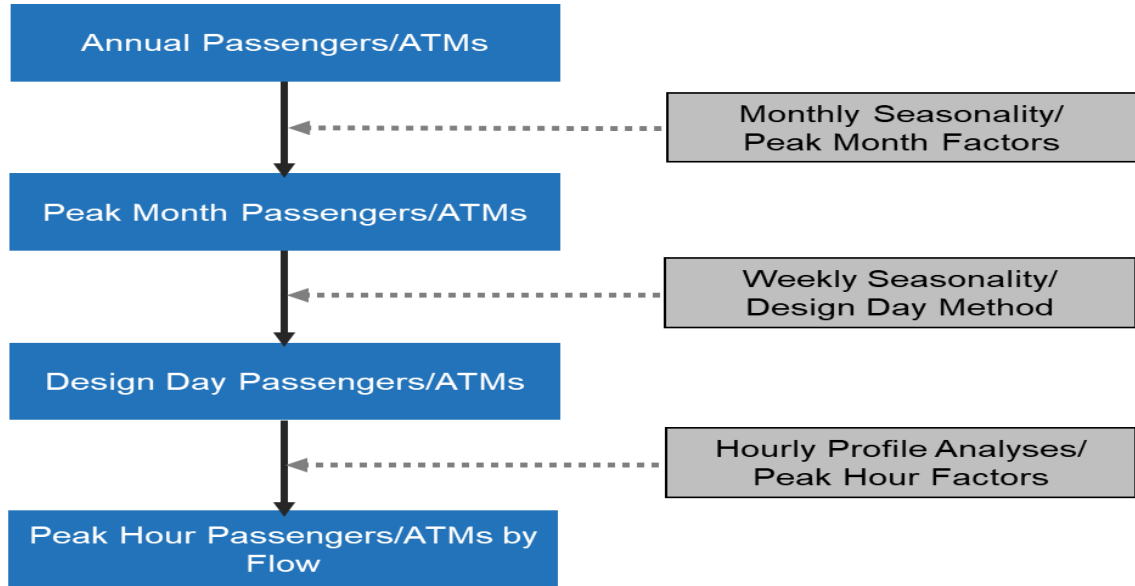 Annual Passengers/ATMs
Monthly Seasonality/
Peak Month Factors
Peak Month Passengers/ATMs
Weekly Seasonality/
Design Day Method
Design Day Passengers/ATMs
Hourly Profile Analyses/
Peak Hour Factors
Peak Hour Passengers/ATMs by
Flow